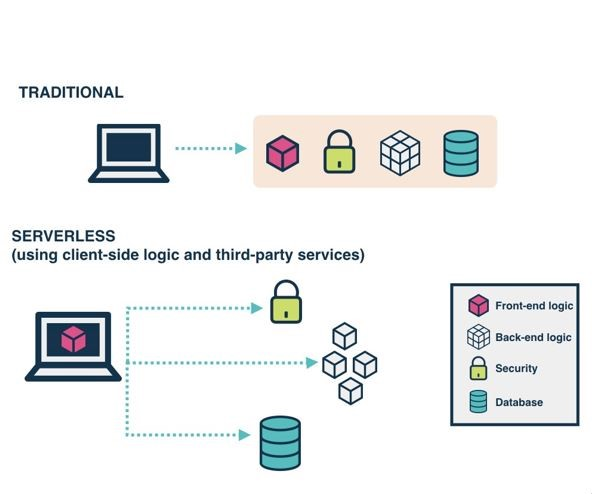 TRADITIONAL
SERVERLESS
(using client-side logic and third-party services)
Front-end logic
Back-end logic
Security
Database